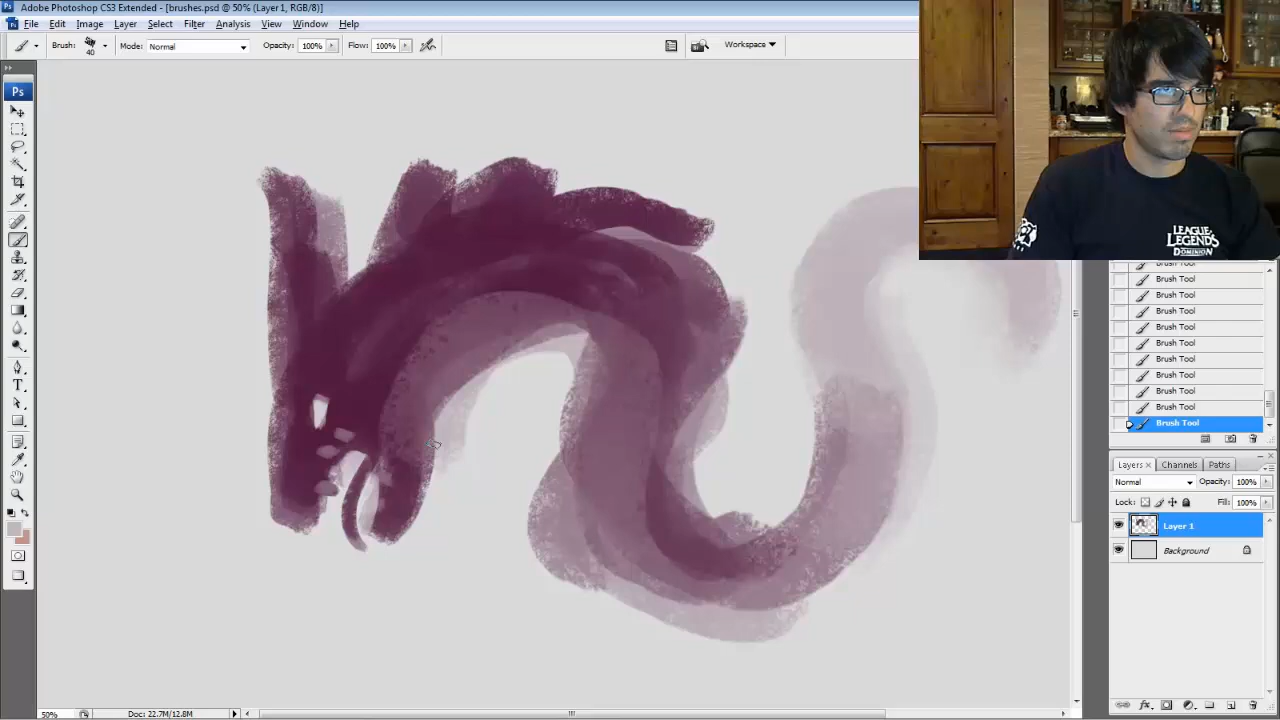 Adobe Photoshop CS3 Extended - [brushes.psd @ 50% (Layer 1, RGB/8)]
File Edit Image Layer Select Filter Analysis View Window Help
Brush: 40 Mode: Normal Opacity: 100% Flow: 100% Workspace
Ps
LEAGUE
LEGENDS
DOMINION
Brush Tool
Brush Tool
Brush Tool
Brush Tool
Brush Tool
Brush Tool
Brush Tool
Brush Tool
Brush Tool
Brush Tool
Brush Tool
Layers Channels Paths
Normal Opacity: 100%
Lock: Fill: 100%
Layer 1
Background
50% Doc: 22.7M/12.8M